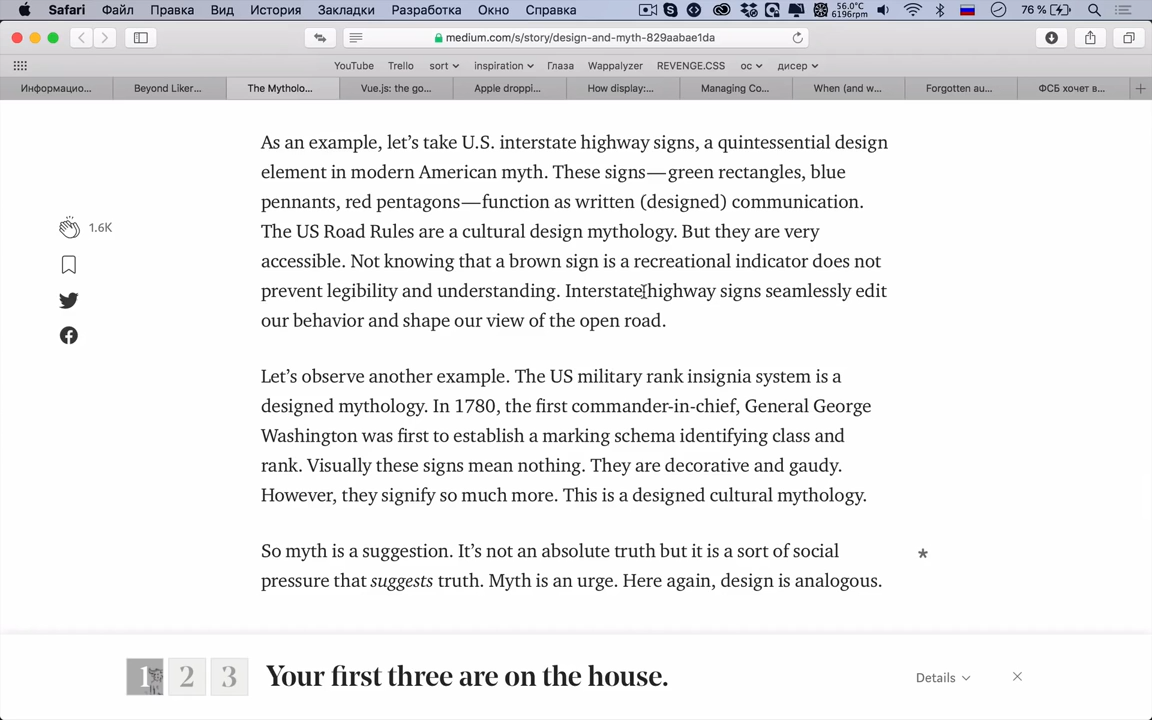 Safari Файл Правка Вид История Закладки Разработка Окно Справка 56.0°C 6196rpm 76 %
medium.com/s/story/design-and-myth-829aabae1da
YouTube Trello sort inspiration Глаза Wappalyzer REVENGE.CSS ос дисер
Информацио... Beyond Liker... The Mytholo... Vue.js: the go... Apple droppi... How display:... Managing Co... When (and w... Forgotten au... ФСБ хочет в...
As an example, let’s take U.S. interstate highway signs, a quintessential design
element in modern American myth. These signs—green rectangles, blue
pennants, red pentagons—function as written (designed) communication.
The US Road Rules are a cultural design mythology. But they are very
accessible. Not knowing that a brown sign is a recreational indicator does not
prevent legibility and understanding. Interstate highway signs seamlessly edit
our behavior and shape our view of the open road.
1.6K
Let’s observe another example. The US military rank insignia system is a
designed mythology. In 1780, the first commander-in-chief, General George
Washington was first to establish a marking schema identifying class and
rank. Visually these signs mean nothing. They are decorative and gaudy.
However, they signify so much more. This is a designed cultural mythology.
So myth is a suggestion. It’s not an absolute truth but it is a sort of social
pressure that suggests truth. Myth is an urge. Here again, design is analogous.
*
1 2 3 Your first three are on the house. Details